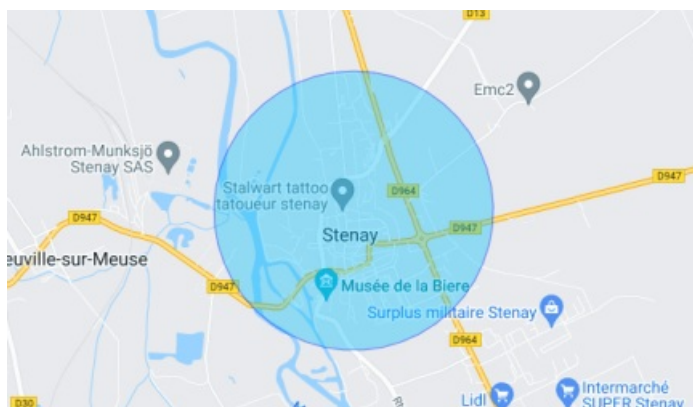 D13
Emc2
Ahlstrom-Munksjö
Stenay SAS
Stalwart tattoo
tatoueur stenay
D964
D947
D947
Stenay
euville-sur-Meuse
D947
Musée de la Biere
Surplus militaire Stenay
D964
Lidl
Intermarché
SUPER Stenay
D30